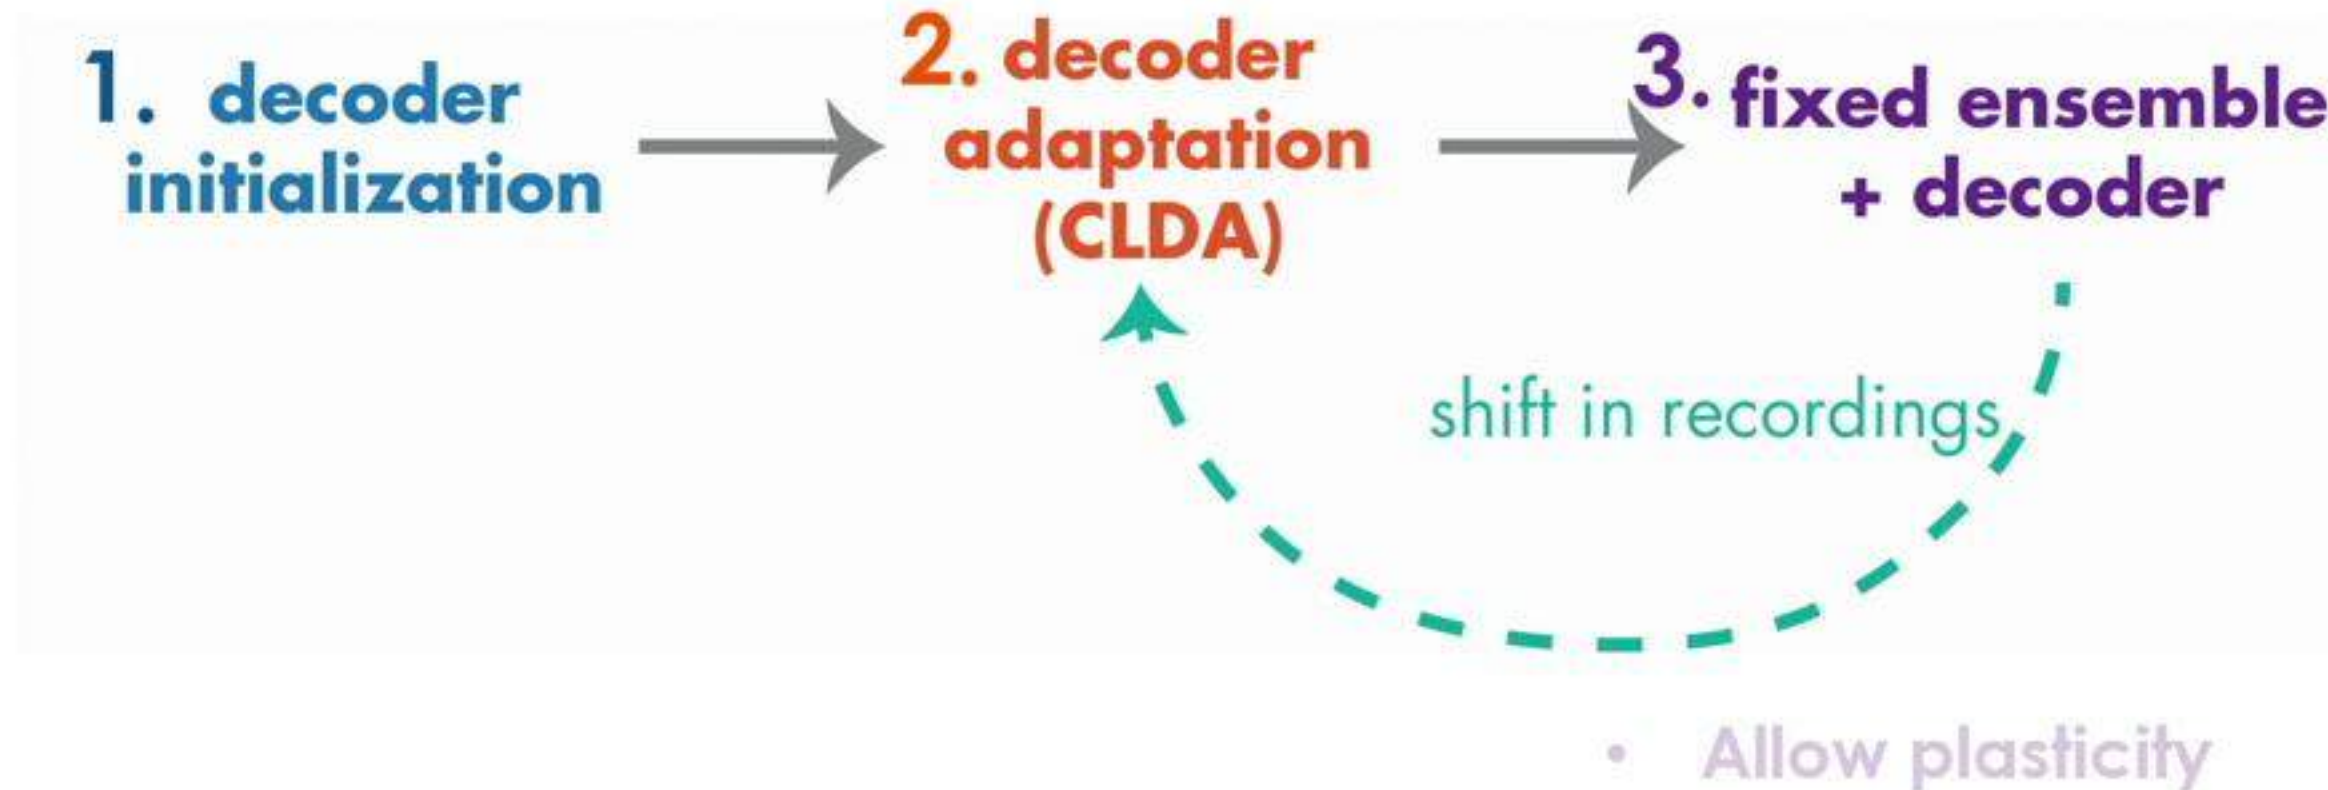 1. decoder
initialization
2. decoder
adaptation
(CLDA)
3. fixed ensemble
+ decoder
shift in recordings
• Allow plasticity